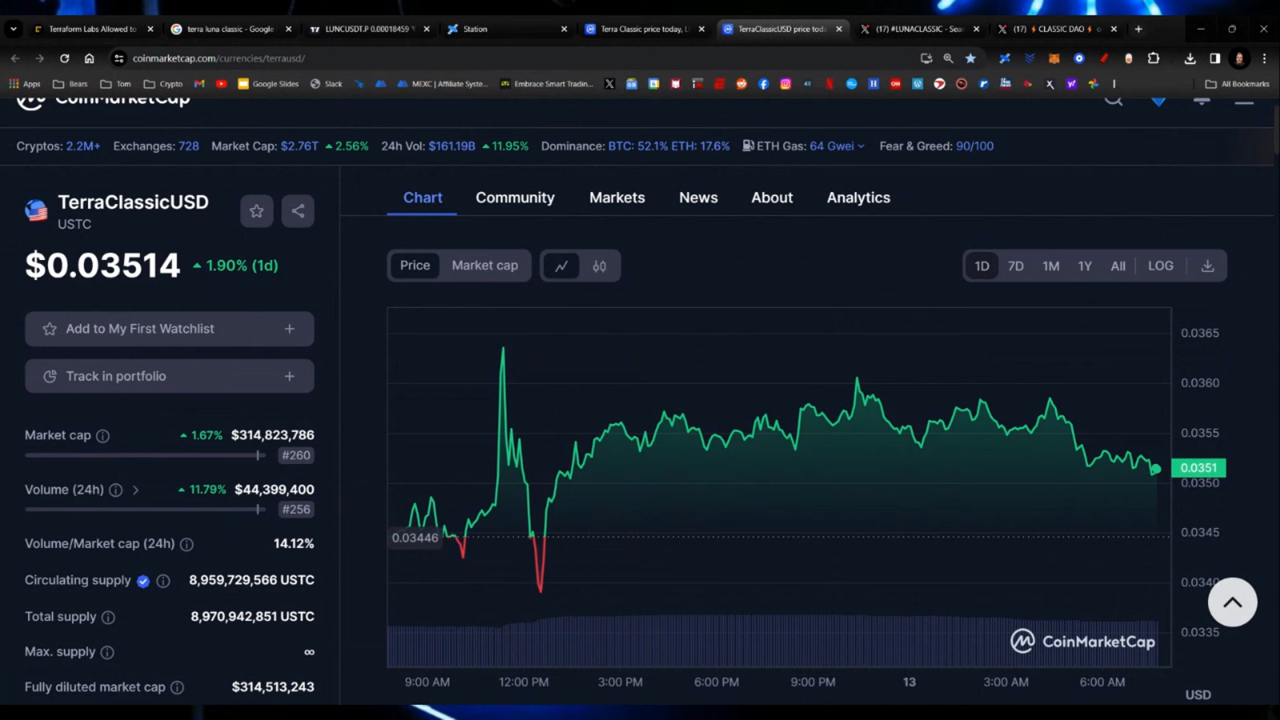 Terraform Labs Allowed to
terra luna classic - Google
LUNCUSDT.P 0.00018459
Station
Terra Classic price today, L
TerraClassicUSD price tod
(17) #LUNACLASSIC - Sear
(17) ⚡ CLASSIC DAO ⚡ o
coinmarketcap.com/currencies/terrausd/
Apps Bears Tom Crypto Google Slides Slack MEXC | Affiliate Syste... Embrace Smart Tradin... All Bookmarks
CoinMarketCap
Cryptos: 2.2M+ Exchanges: 728 Market Cap: $2.76T ▲ 2.56% 24h Vol: $161.19B ▲ 11.95% Dominance: BTC: 52.1% ETH: 17.6% ETH Gas: 64 Gwei Fear & Greed: 90/100
TerraClassicUSD
USTC
$0.03514 ▲ 1.90% (1d)
Add to My First Watchlist +
Track in portfolio +
Market cap ▲ 1.67% $314,823,786
#260
Volume (24h) > ▲ 11.79% $44,399,400
#256
Volume/Market cap (24h) 14.12%
Circulating supply 8,959,729,566 USTC
Total supply 8,970,942,851 USTC
Max. supply ∞
Fully diluted market cap $314,513,243
Chart Community Markets News About Analytics
Price Market cap
1D 7D 1M 1Y All LOG
0.0365
0.0360
0.0355
0.0351
0.0350
0.0345
0.0340
0.0335
0.03446
CoinMarketCap
9:00 AM 12:00 PM 3:00 PM 6:00 PM 9:00 PM 13 3:00 AM 6:00 AM
USD